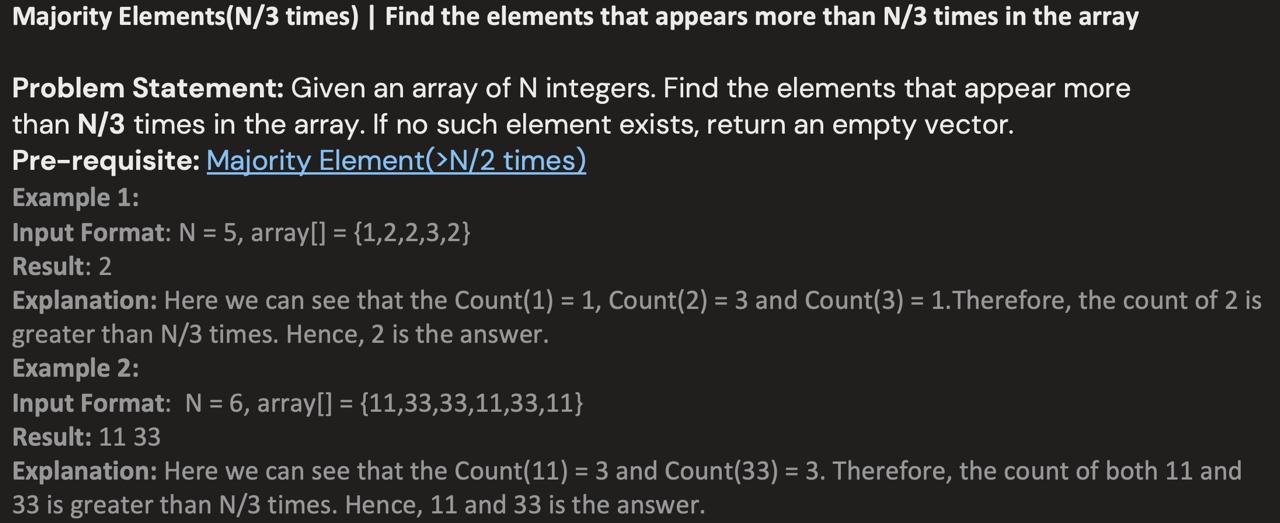 Majority Elements(N/3 times) | Find the elements that appears more than N/3 times in the array
Problem Statement: Given an array of N integers. Find the elements that appear more
than N/3 times in the array. If no such element exists, return an empty vector.
Pre-requisite: Majority Element(>N/2 times)
Example 1:
Input Format: N = 5, array[] = {1,2,2,3,2}
Result: 2
Explanation: Here we can see that the Count(1) = 1, Count(2) = 3 and Count(3) = 1.Therefore, the count of 2 is
greater than N/3 times. Hence, 2 is the answer.
Example 2:
Input Format:  N = 6, array[] = {11,33,33,11,33,11}
Result: 11 33
Explanation: Here we can see that the Count(11) = 3 and Count(33) = 3. Therefore, the count of both 11 and
33 is greater than N/3 times. Hence, 11 and 33 is the answer.